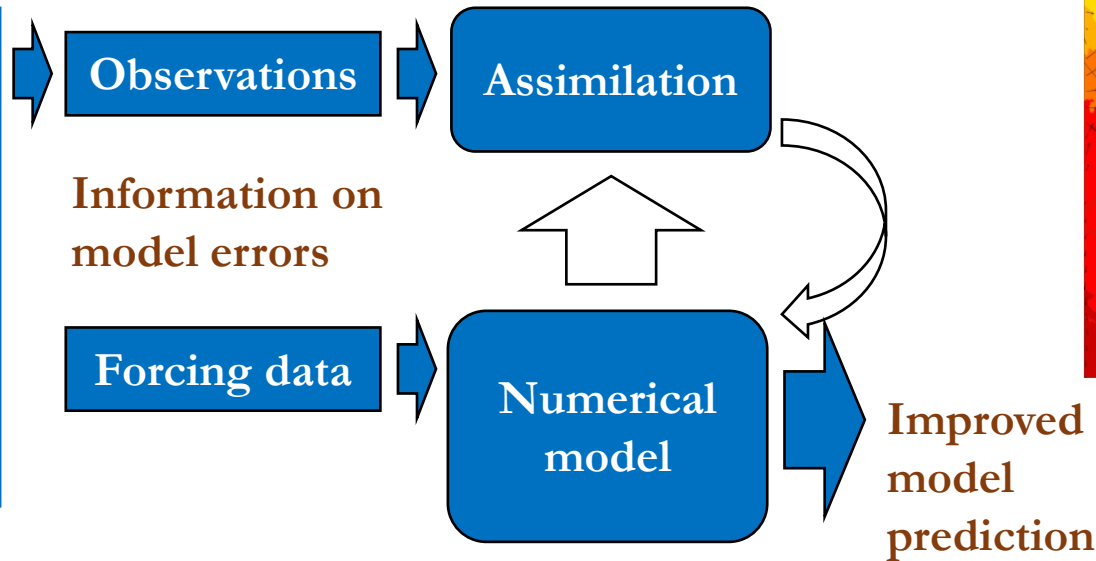 Observations
Assimilation
Information on
model errors
Forcing data
Numerical
model
Improved
model
prediction